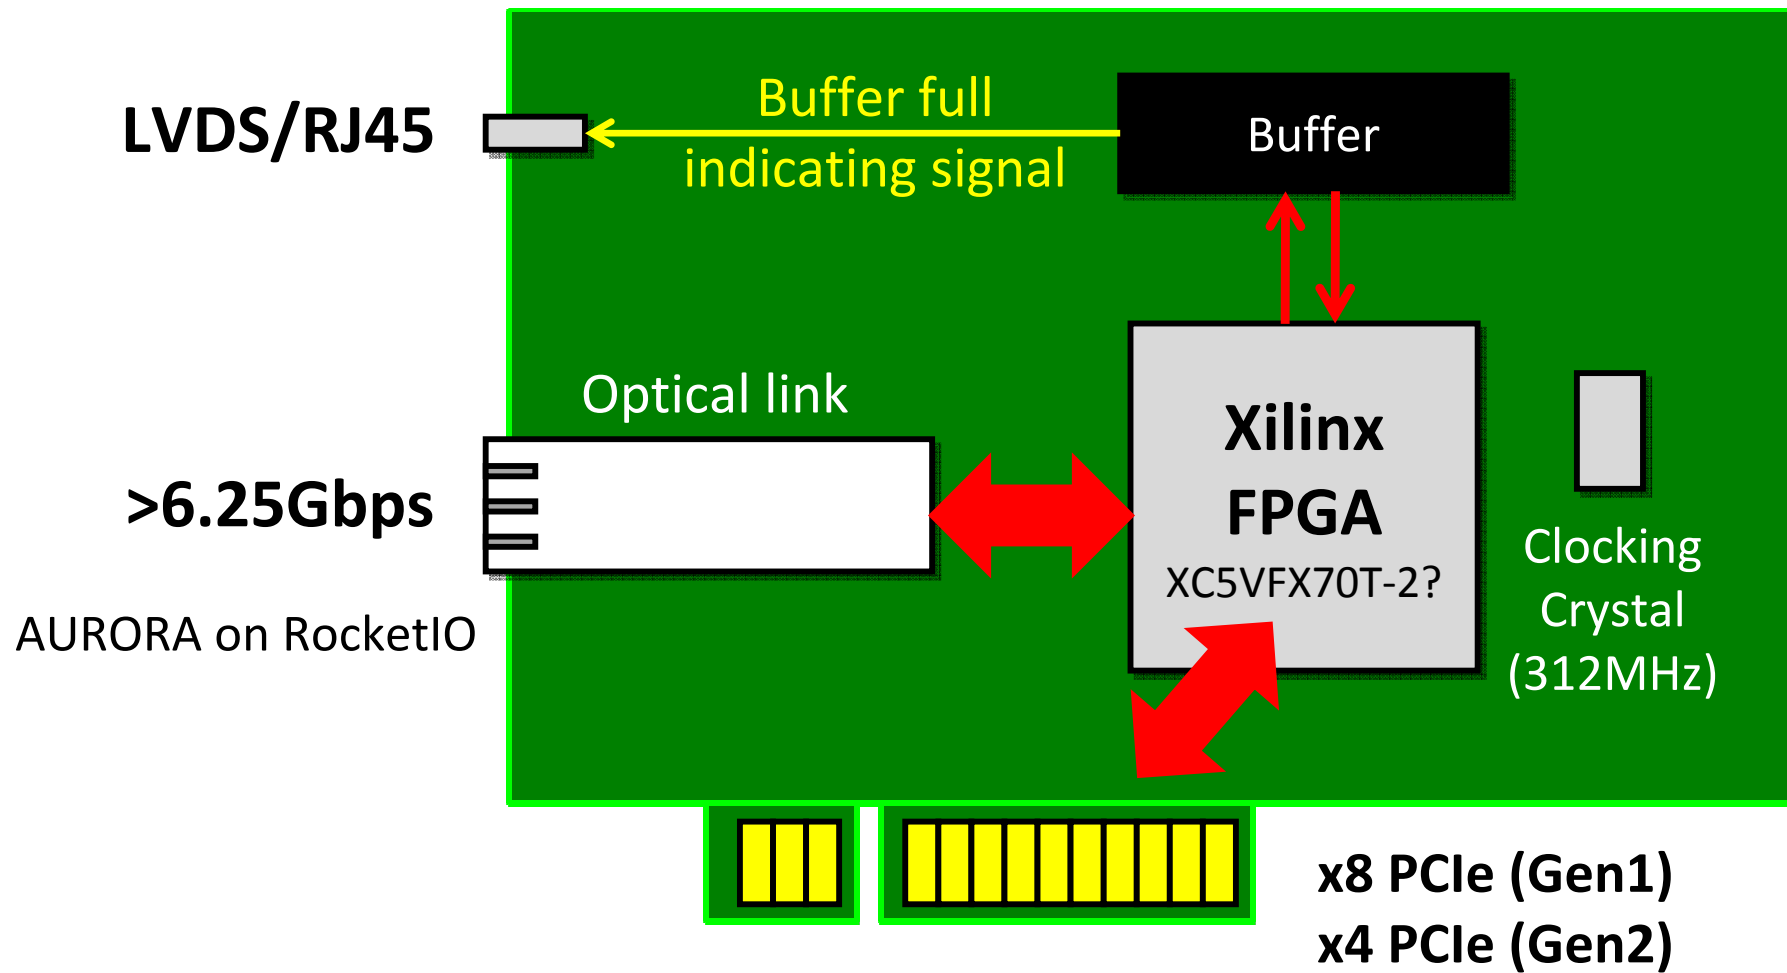 LVDS/RJ45
Buffer full
indicating signal
Buffer
Optical link
>6.25Gbps
AURORA on RocketIO
Xilinx
FPGA
XC5VFX70T-2?
Clocking
Crystal
(312MHz)
x8 PCIe (Gen1)
x4 PCIe (Gen2)